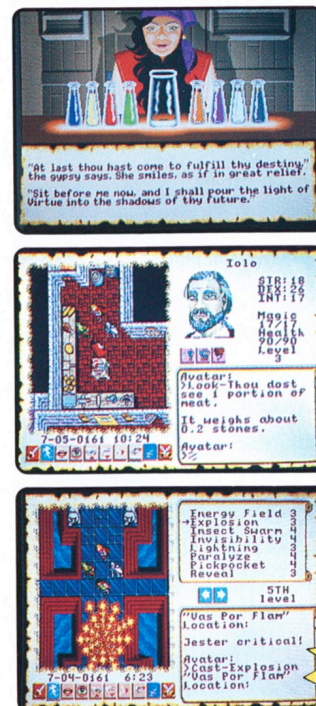 "At last thou hast come to fulfill thy destiny,"
the gypsy says. She smiles, as if in great relief.
"Sit before me now, and I shall pour the light of
Virtue into the shadows of thy future."
Iolo
STR:18
DEX:26
INT:17
Magic
17/17
Health
90/90
Level
3
Avatar:
>Look-Thou dost
see 1 portion of
meat.
It weighs about
0.2 stones.
Avatar:
>
7-05-0161 10:24
Energy Field 3
Explosion 3
Insect Swarm 4
Invisibility 4
Lightning 3
Paralyze 4
Pickpocket 4
Reveal 3
5TH
level
"Vas Por Flam"
Location:
Jester critical!
Avatar:
>Cast-Explosion
"Vas Por Flam"
Location:
7-04-0161 6:23